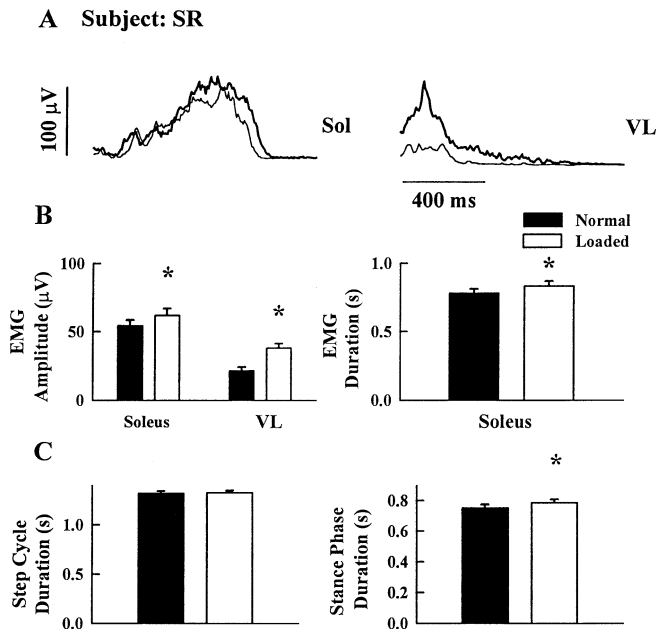 A Subject: SR
100 µV
Sol
VL
400 ms
B
Normal
Loaded
EMG
Amplitude (µV)
100
50
0
*
*
Soleus
VL
EMG
Duration (s)
1.0
0.5
0.0
*
Soleus
C
Step Cycle
Duration (s)
1.0
0.5
0.0
Stance Phase
Duration (s)
0.8
0.6
0.4
0.2
0.0
*